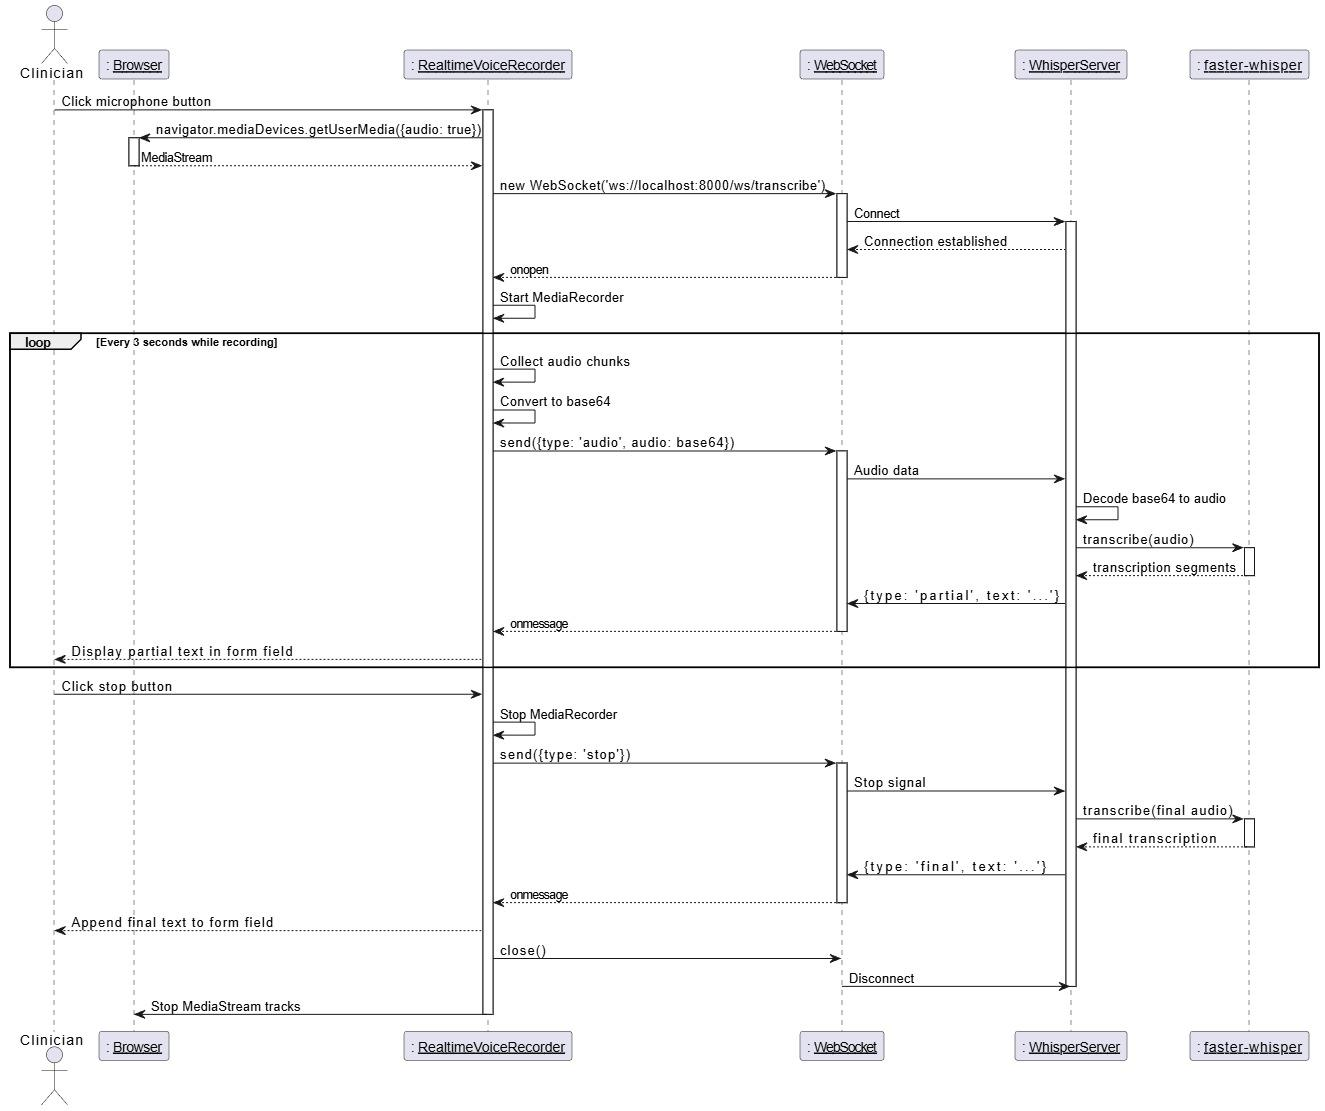 Clinician
: Browser
: RealtimeVoiceRecorder
: WebSocket
: WhisperServer
: faster-whisper
Click microphone button
navigator.mediaDevices.getUserMedia({audio: true})
MediaStream
new WebSocket('ws://localhost:8000/ws/transcribe')
Connect
Connection established
onopen
Start MediaRecorder
loop [Every 3 seconds while recording]
Collect audio chunks
Convert to base64
send({type: 'audio', audio: base64})
Audio data
Decode base64 to audio
transcribe(audio)
transcription segments
{type: 'partial', text: '...'}
onmessage
Display partial text in form field
Click stop button
Stop MediaRecorder
send({type: 'stop'})
Stop signal
transcribe(final audio)
final transcription
{type: 'final', text: '...'}
onmessage
Append final text to form field
close()
Disconnect
Stop MediaStream tracks
Clinician
: Browser
: RealtimeVoiceRecorder
: WebSocket
: WhisperServer
: faster-whisper